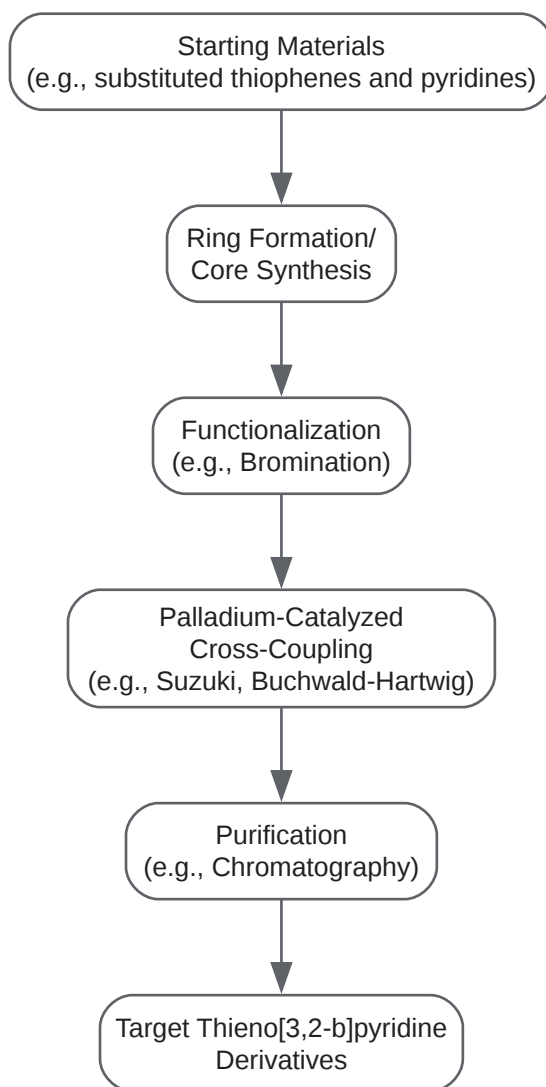 Starting Materials
(e.g., substituted thiophenes and pyridines)
Ring Formation/
Core Synthesis
Functionalization
(e.g., Bromination)
Palladium-Catalyzed
Cross-Coupling
(e.g., Suzuki, Buchwald-Hartwig)
Purification
(e.g., Chromatography)
Target Thieno[3,2-b]pyridine
Derivatives